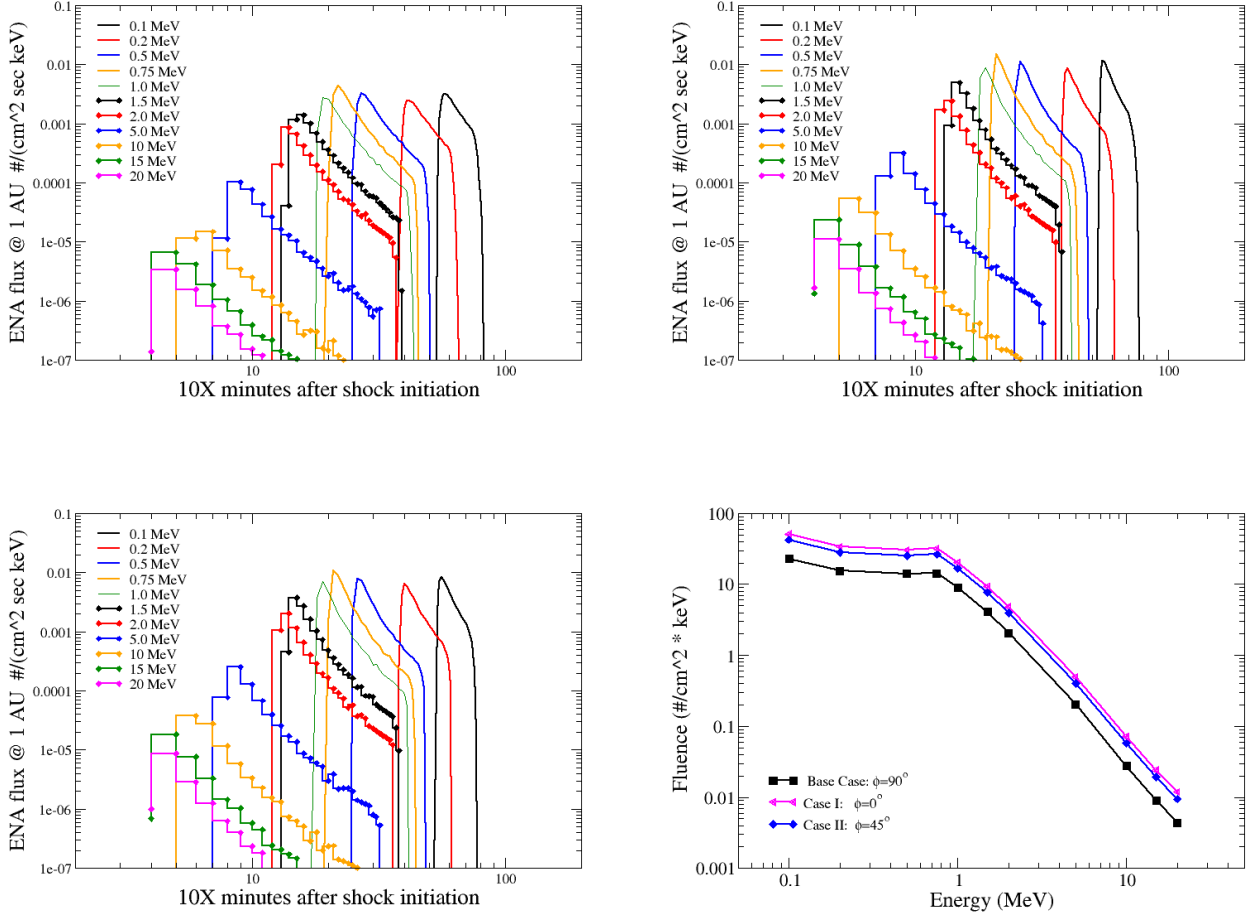 ENA flux @ 1 AU #/(cm^2 sec keV)
0.1
0.01
0.001
0.0001
1e-05
1e-06
1e-07
0.1 MeV
0.2 MeV
0.5 MeV
0.75 MeV
1.0 MeV
1.5 MeV
2.0 MeV
5.0 MeV
10 MeV
15 MeV
20 MeV
10 100
10X minutes after shock initiation
ENA flux @ 1 AU #/(cm^2 sec keV)
0.1
0.01
0.001
0.0001
1e-05
1e-06
1e-07
0.1 MeV
0.2 MeV
0.5 MeV
0.75 MeV
1.0 MeV
1.5 MeV
2.0 MeV
5.0 MeV
10 MeV
15 MeV
20 MeV
10 100
10X minutes after shock initiation
ENA flux @ 1 AU #/(cm^2 sec keV)
0.1
0.01
0.001
0.0001
1e-05
1e-06
1e-07
0.1 MeV
0.2 MeV
0.5 MeV
0.75 MeV
1.0 MeV
1.5 MeV
2.0 MeV
5.0 MeV
10 MeV
15 MeV
20 MeV
10 100
10X minutes after shock initiation
Fluence (#/cm^2 * keV)
100
10
1
0.1
0.01
0.001
Base Case: ϕ=90°
Case I: ϕ=0°
Case II: ϕ=45°
0.1 1 10
Energy (MeV)